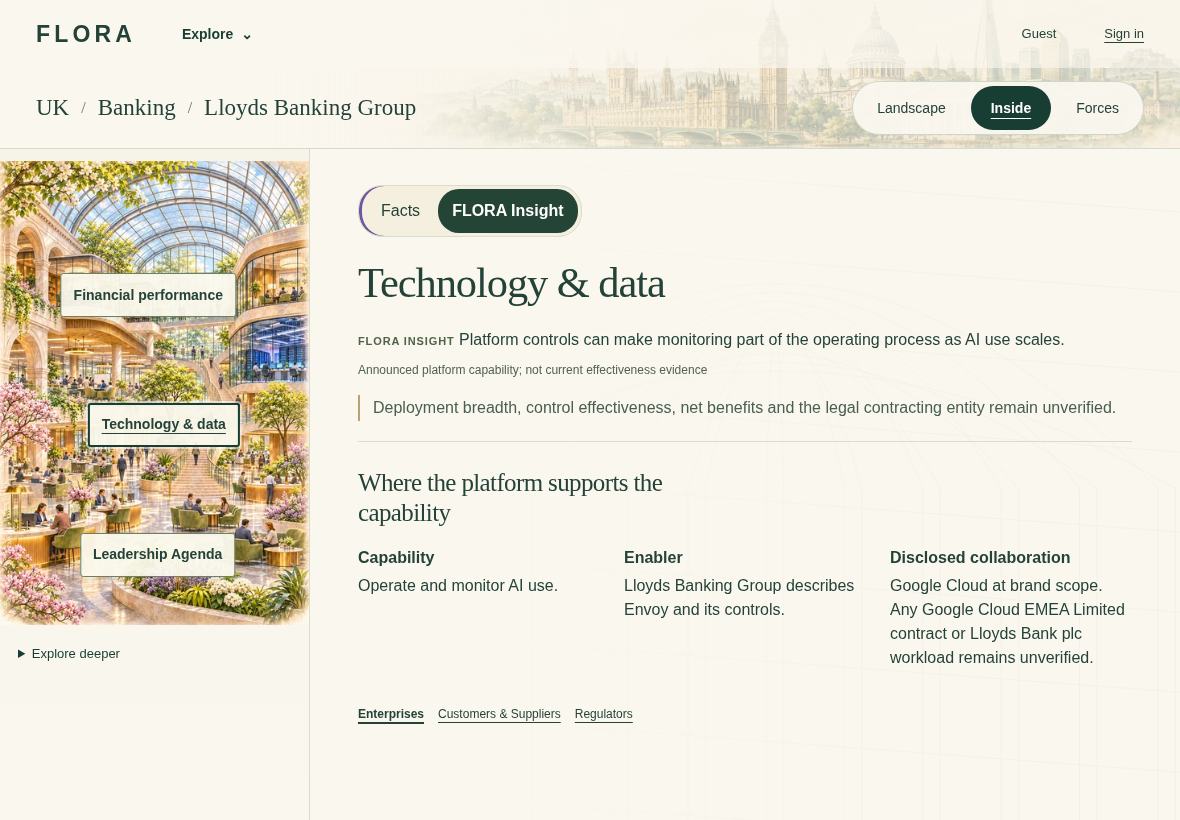 FLORA
Explore
Guest
Sign in
UK / Banking / Lloyds Banking Group
Landscape
Inside
Forces
Financial performance
Technology & data
Leadership Agenda
Explore deeper
Facts
FLORA Insight
Technology & data
FLORA INSIGHT Platform controls can make monitoring part of the operating process as AI use scales.
Announced platform capability; not current effectiveness evidence
Deployment breadth, control effectiveness, net benefits and the legal contracting entity remain unverified.
Where the platform supports the
capability
Capability
Operate and monitor AI use.
Enabler
Lloyds Banking Group describes
Envoy and its controls.
Disclosed collaboration
Google Cloud at brand scope.
Any Google Cloud EMEA Limited
contract or Lloyds Bank plc
workload remains unverified.
Enterprises
Customers & Suppliers
Regulators